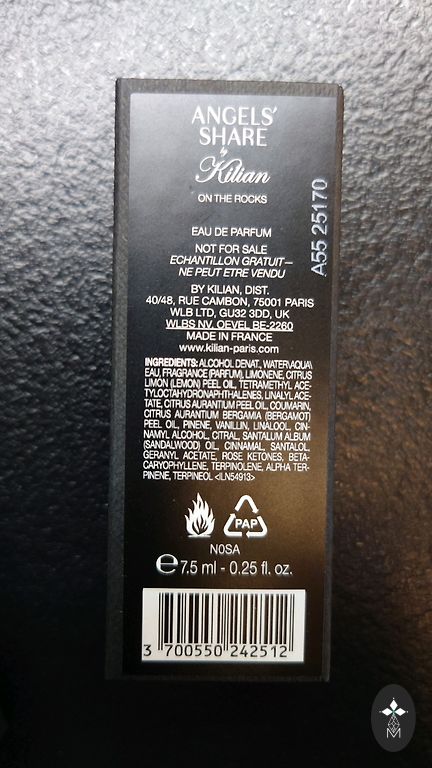 ANGELS'
SHARE
by
Kilian
ON THE ROCKS
EAU DE PARFUM
NOT FOR SALE
ECHANTILLON GRATUIT—
NE PEUT ETRE VENDU
A55 25170
BY KILIAN, DIST.
40/48, RUE CAMBON, 75001 PARIS
WLB LTD, GU32 3DD, UK
WLBS NV, OEVEL BE-2260
MADE IN FRANCE
www.kilian-paris.com
INGREDIENTS: ALCOHOL DENAT., WATER\AQUA\
EAU, FRAGRANCE (PARFUM), LIMONENE, CITRUS
LIMON (LEMON) PEEL OIL, TETRAMETHYL ACE-
TYLOCTAHYDRONAPHTHALENES, LINALYL ACE-
TATE, CITRUS AURANTIUM PEEL OIL, COUMARIN,
CITRUS AURANTIUM BERGAMIA (BERGAMOT)
PEEL OIL, PINENE, VANILLIN, LINALOOL, CIN-
NAMYL ALCOHOL, CITRAL, SANTALUM ALBUM
(SANDALWOOD) OIL, CINNAMAL, SANTALOL,
GERANYL ACETATE, ROSE KETONES, BETA-
CARYOPHYLLENE, TERPINOLENE, ALPHA TER-
PINENE, TERPINEOL <ILN54913>
PAP
N0SA
℮ 7.5 ml - 0.25 fl. oz.
3 700550 242512
M